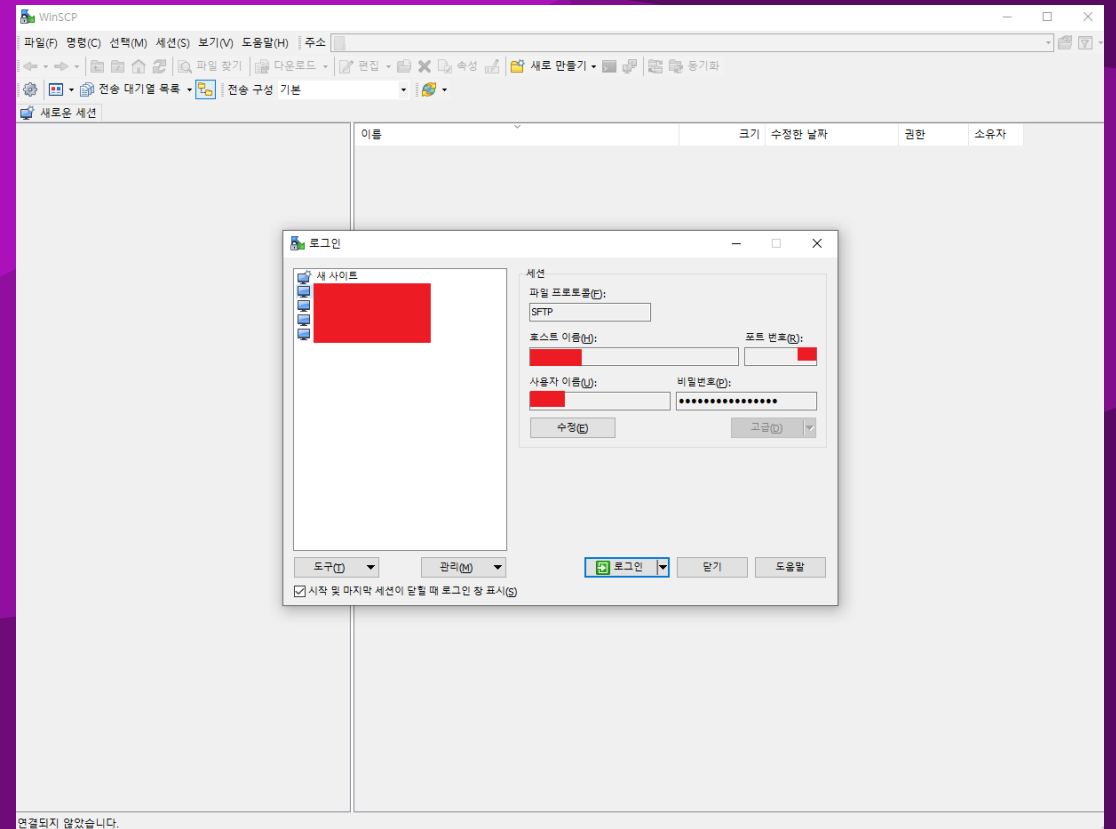 WinSCP
파일(F) 명령(C) 선택(M) 세션(S) 보기(V) 도움말(H) 주소
파일 찾기 다운로드 편집 속성 새로 만들기 동기화
전송 대기열 목록 전송 구성 기본
새로운 세션
이름 크기 수정한 날짜 권한 소유자
로그인
새 사이트
세션
파일 프로토콜(F):
SFTP
호스트 이름(H): 포트 번호(R):
사용자 이름(U): 비밀번호(P):
●●●●●●●●●●●●●●●●
수정(E) 고급(D)
도구(T) 관리(M) 로그인 닫기 도움말
시작 및 마지막 세션이 닫힐 때 로그인 창 표시(S)
연결되지 않았습니다.